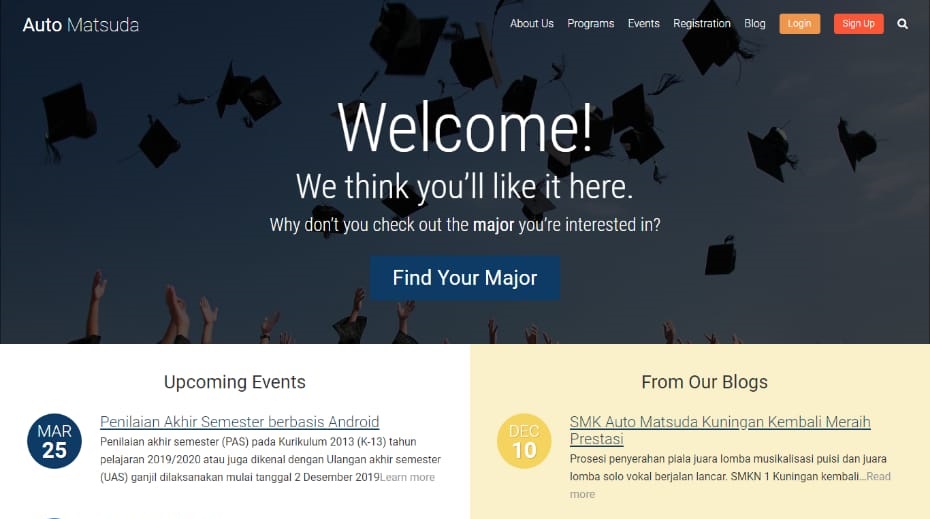 Auto Matsuda
About Us Programs Events Registration Blog Login Sign Up
Welcome!
We think you'll like it here.
Why don't you check out the major you're interested in?
Find Your Major
Upcoming Events
MAR
25
Penilaian Akhir Semester berbasis Android
Penilaian akhir semester (PAS) pada Kurikulum 2013 (K-13) tahun
pelajaran 2019/2020 atau juga dikenal dengan Ulangan akhir semester
(UAS) ganjil dilaksanakan mulai tanggal 2 Desember 2019Learn more
From Our Blogs
DEC
10
SMK Auto Matsuda Kuningan Kembali Meraih
Prestasi
Prosesi penyerahan piala juara lomba musikalisasi puisi dan juara
lomba solo vokal berjalan lancar. SMKN 1 Kuningan kembali...Read
more